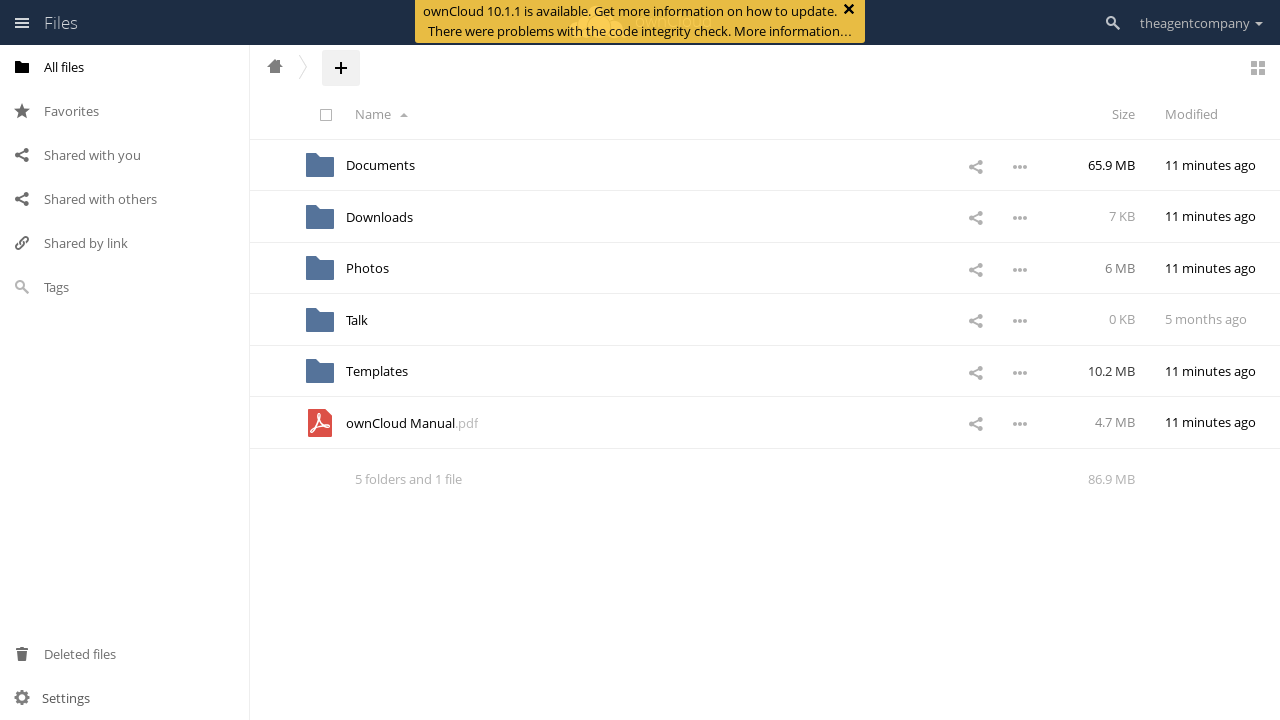 Files
ownCloud 10.1.1 is available. Get more information on how to update.
There were problems with the code integrity check. More information…
theagentcompany
All files
Favorites
Shared with you
Shared with others
Shared by link
Tags
Deleted files
Settings
Name Size Modified
Documents 65.9 MB 11 minutes ago
Downloads 7 KB 11 minutes ago
Photos 6 MB 11 minutes ago
Talk 0 KB 5 months ago
Templates 10.2 MB 11 minutes ago
ownCloud Manual.pdf 4.7 MB 11 minutes ago
5 folders and 1 file 86.9 MB